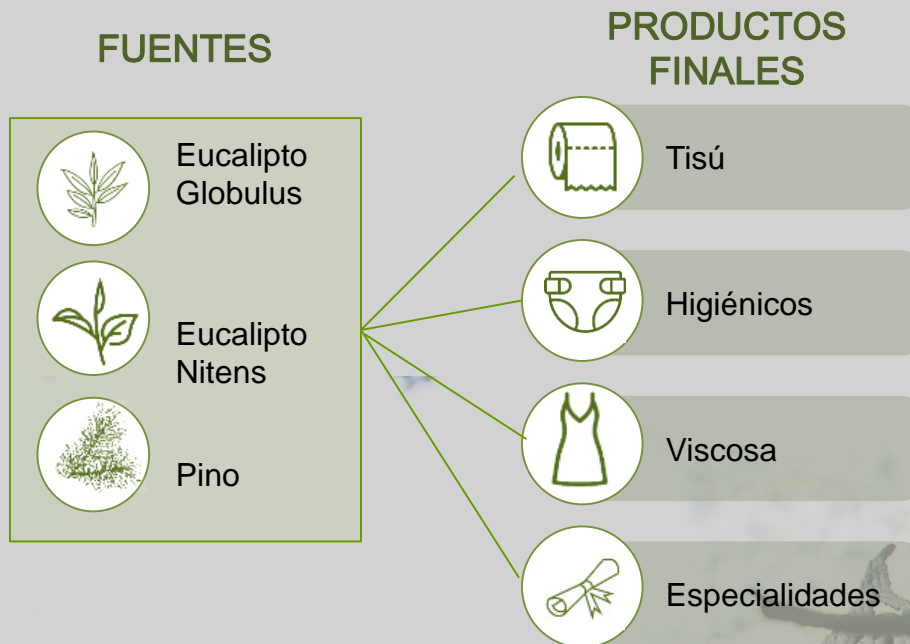 FUENTES
Eucalipto
Globulus
Eucalipto
Nitens
Pino
PRODUCTOS
FINALES
Tisú
Higiénicos
Viscosa
Especialidades